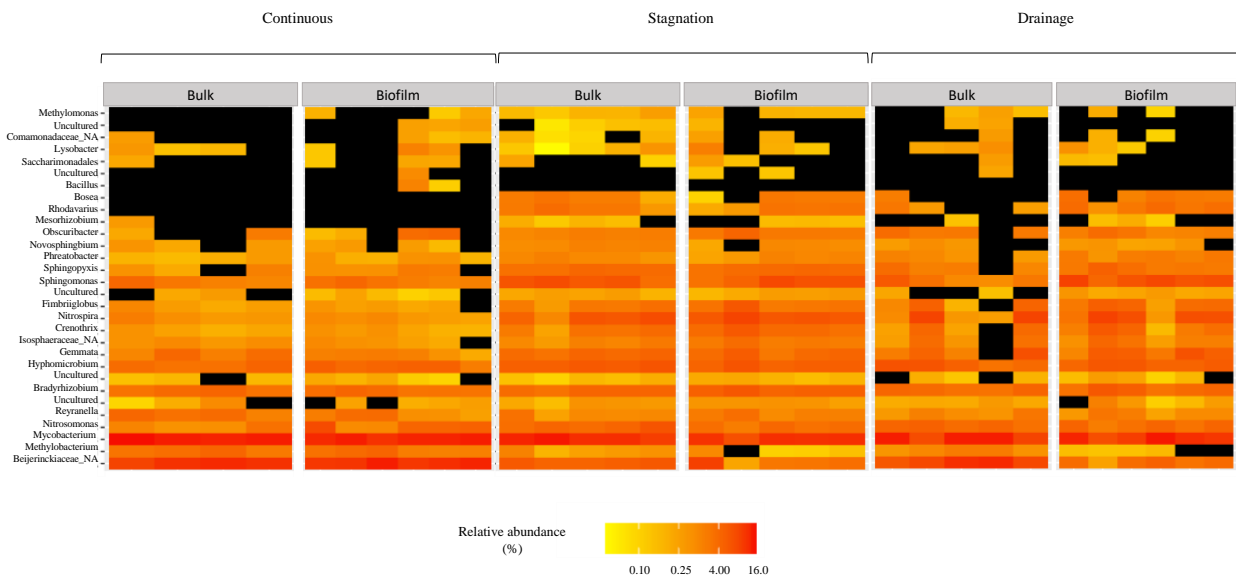 Continuous Stagnation Drainage
Bulk Biofilm Bulk Biofilm Bulk Biofilm
Methylomonas
Uncultured
Comamonadaceae_NA
Lysobacter
Saccharimonadales
Uncultured
Bacillus
Bosea
Rhodavarius
Mesorhizobium
Obscuribacter
Novosphingbium
Phreatobacter
Sphingopyxis
Sphingomonas
Uncultured
Fimbriiglobus
Nitrospira
Crenothrix
Isosphaeraceae_NA
Gemmata
Hyphomicrobium
Uncultured
Bradyrhizobium
Uncultured
Reyranella
Nitrosomonas
Mycobacterium
Methylobacterium
Beijerinckiaceae_NA
Relative abundance
(%)
0.10 0.25 4.00 16.0